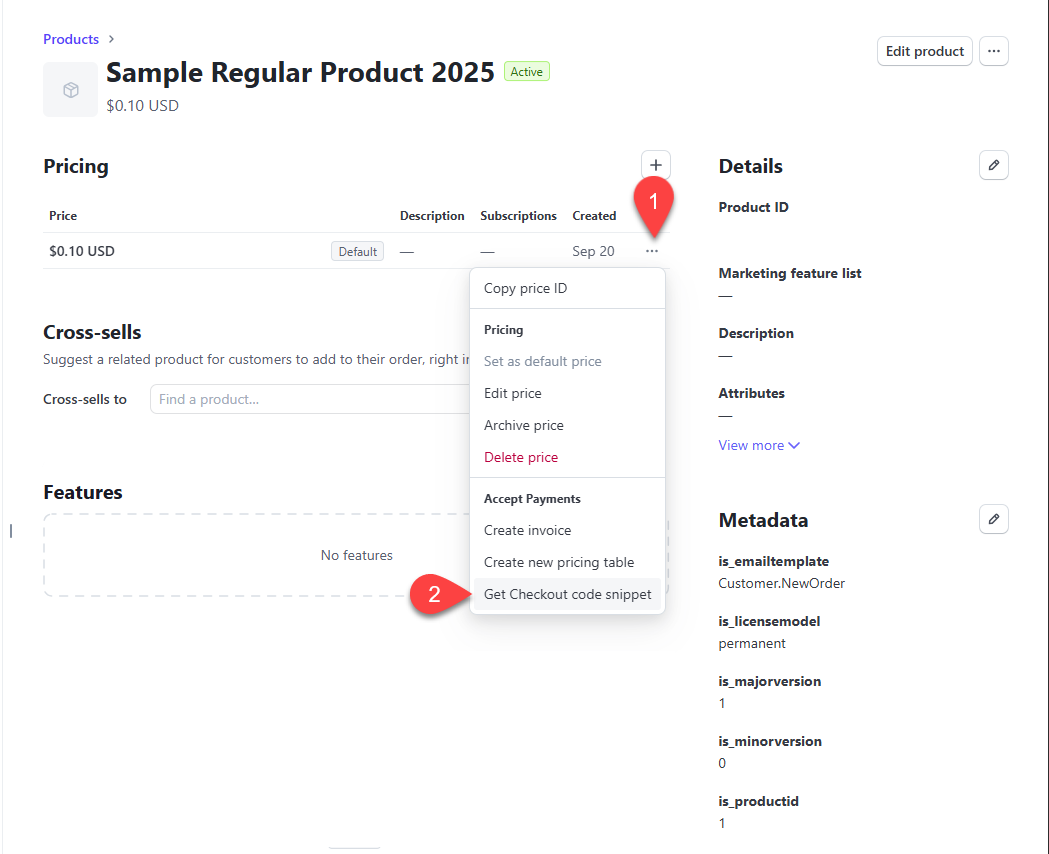 Products
Sample Regular Product 2025 Active
$0.10 USD
Edit product
Pricing
1
Price Description Subscriptions Created
$0.10 USD Default — — Sep 20
Copy price ID
Pricing
Set as default price
Edit price
Archive price
Delete price
Accept Payments
Create invoice
Create new pricing table
2 Get Checkout code snippet
Cross-sells
Suggest a related product for customers to add to their order, right
Cross-sells to Find a product...
Features
No features
Details
Product ID
Marketing feature list
—
Description
—
Attributes
—
View more
Metadata
is_emailtemplate
Customer.NewOrder
is_licensemodel
permanent
is_majorversion
1
is_minorversion
0
is_productid
1